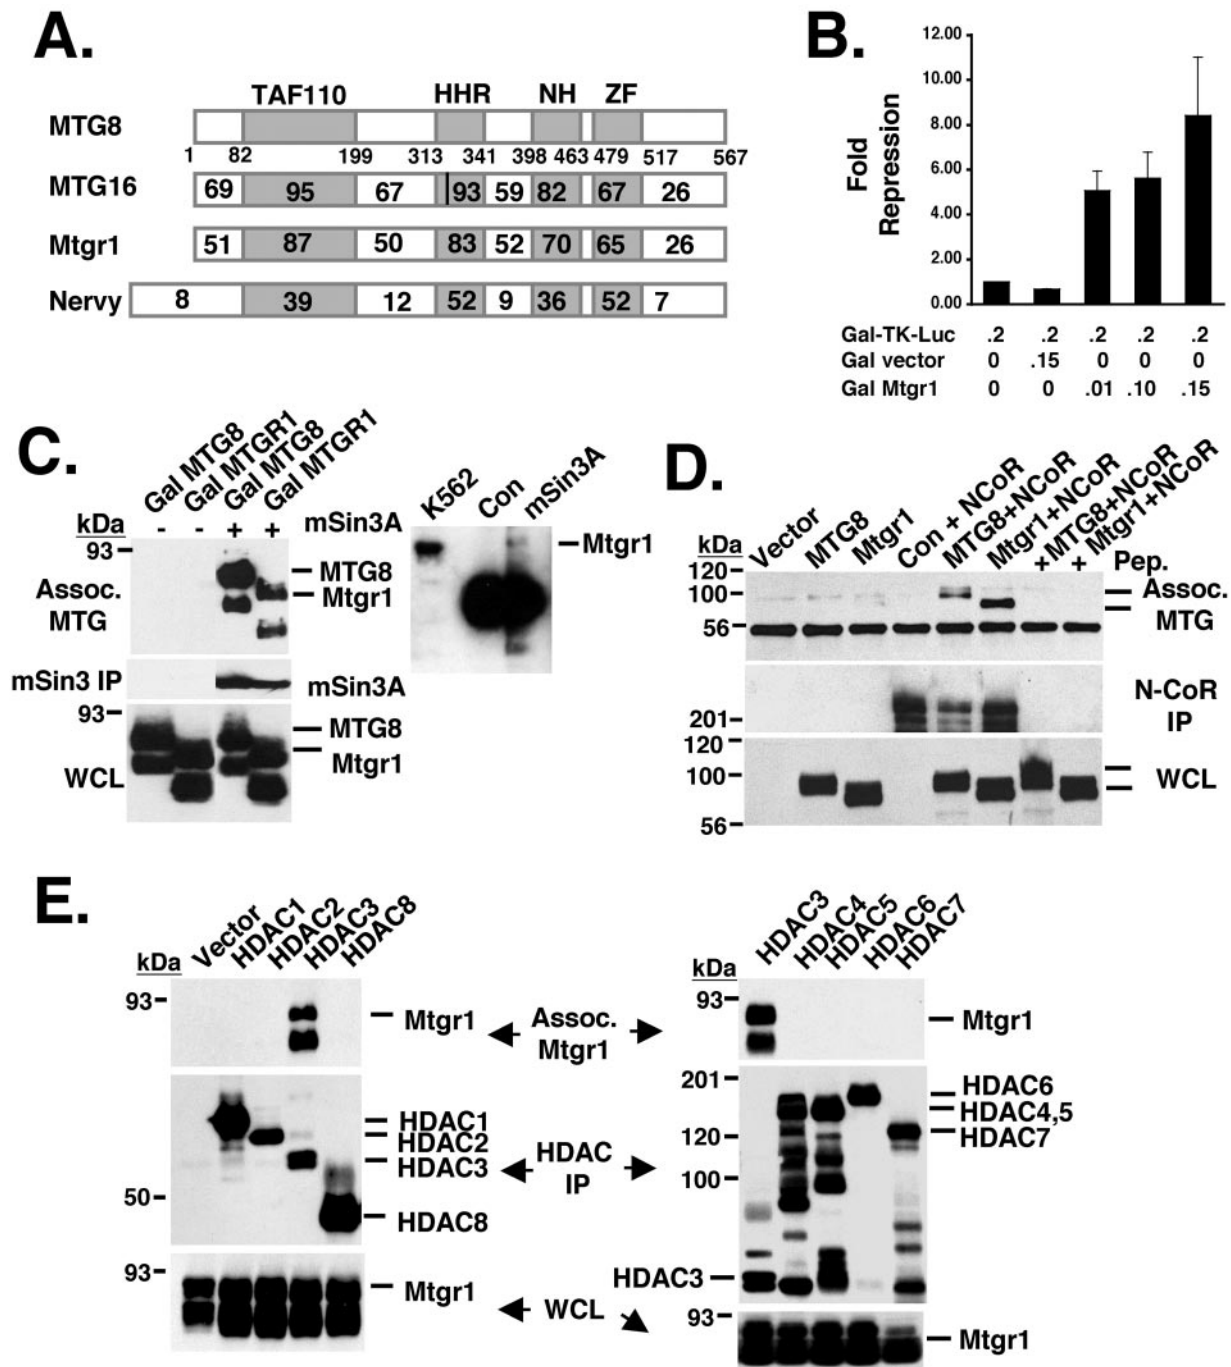 A.
TAF110 HHR NH ZF
MTG8
1 82 199 313 341 398 463 479 517 567
MTG16 69 95 67 93 59 82 67 26
Mtgr1 51 87 50 83 52 70 65 26
Nervy 8 39 12 52 9 36 52 7
B.
Fold
Repression
12.00
10.00
8.00
6.00
4.00
2.00
0.00
Gal-TK-Luc .2 .2 .2 .2 .2
Gal vector 0 .15 0 0 0
Gal Mtgr1 0 0 .01 .10 .15
C.
Gal MTG8
Gal MTGR1
Gal MTG8
Gal MTGR1
kDa - - + + mSin3A
93
Assoc.
MTG
MTG8
Mtgr1
mSin3 IP mSin3A
93
MTG8
WCL Mtgr1
K562
Con
mSin3A
Mtgr1
D.
Vector
MTG8
Mtgr1
Con + NCoR
MTG8+NCoR
Mtgr1+NCoR
+MTG8+NCoR
+ Mtgr1+NCoR
kDa Pep.
120
100
56
Assoc.
MTG
201
N-CoR
IP
120
100
56
WCL
E.
Vector
HDAC1
HDAC2
HDAC3
HDAC8
kDa
93
Mtgr1
Assoc.
Mtgr1
HDAC1
HDAC2
HDAC3
50
HDAC8
HDAC
IP
93
Mtgr1
WCL
HDAC3
HDAC4
HDAC5
HDAC6
HDAC7
kDa
93
Mtgr1
201
120
100
HDAC6
HDAC4,5
HDAC7
HDAC3
93
Mtgr1